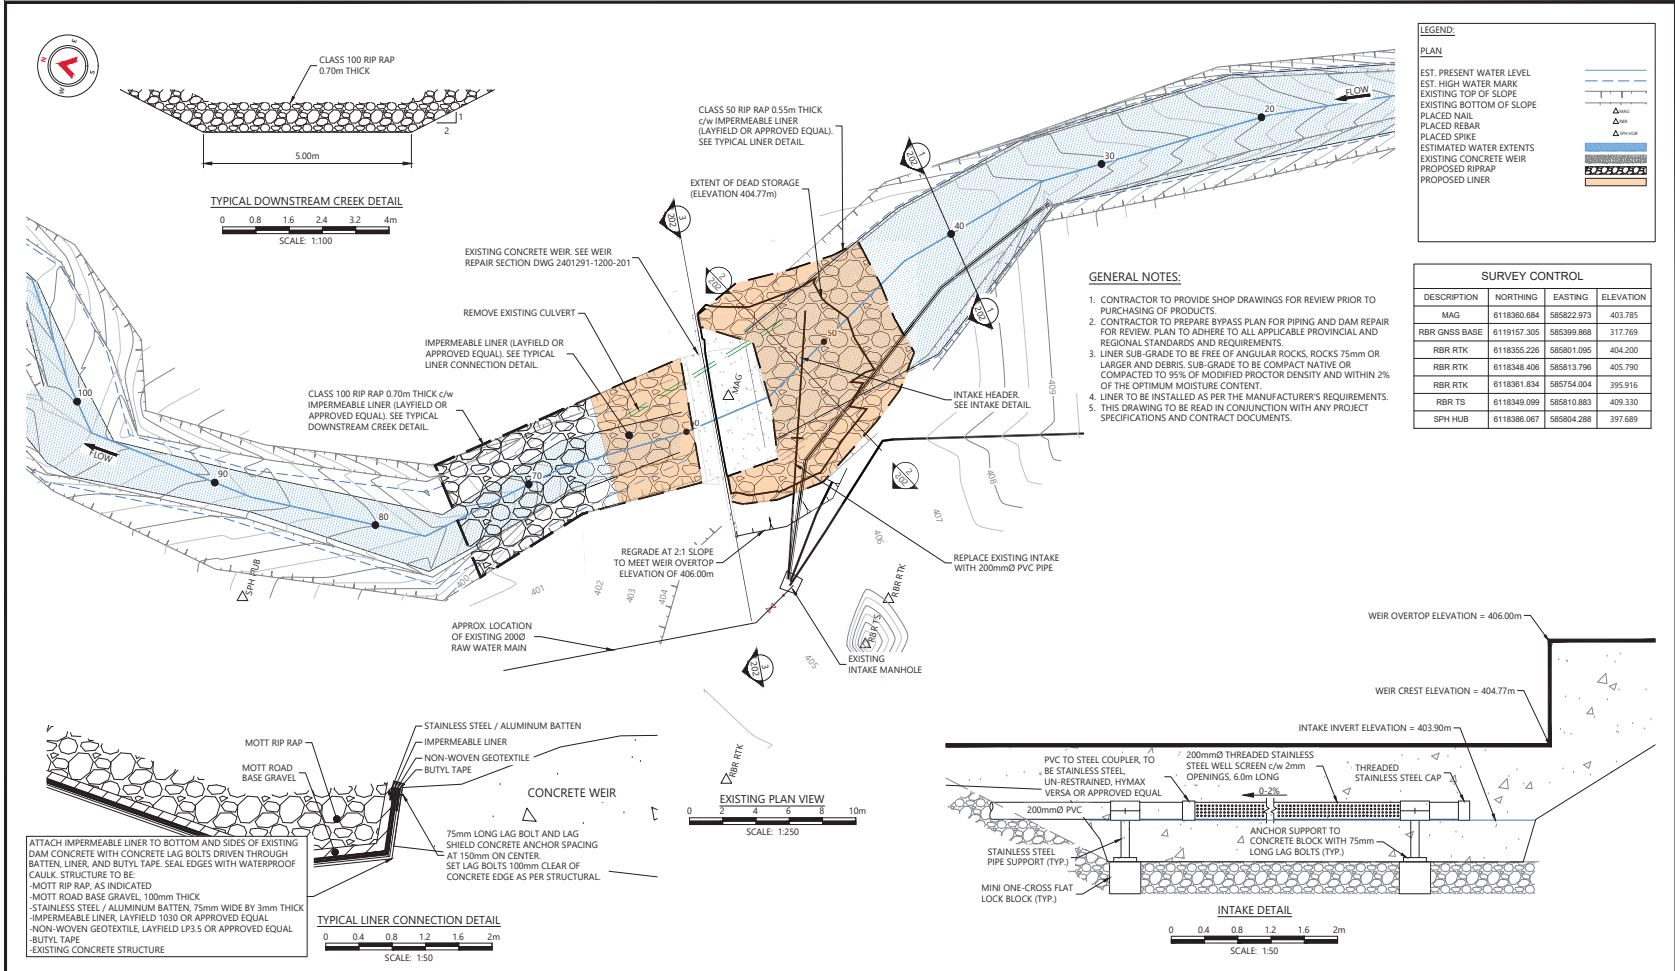 N
E
S
W
CLASS 100 RIP RAP
0.70m THICK
1
2
5.00m
TYPICAL DOWNSTREAM CREEK DETAIL
0 0.8 1.6 2.4 3.2 4m
SCALE: 1:100
CLASS 50 RIP RAP 0.55m THICK
c/w IMPERMEABLE LINER
(LAYFIELD OR APPROVED EQUAL).
SEE TYPICAL LINER DETAIL.
EXTENT OF DEAD STORAGE
(ELEVATION 404.77m)
EXISTING CONCRETE WEIR. SEE WEIR
REPAIR SECTION DWG 2401291-1200-201
REMOVE EXISTING CULVERT
IMPERMEABLE LINER (LAYFIELD OR
APPROVED EQUAL). SEE TYPICAL
LINER CONNECTION DETAIL.
CLASS 100 RIP RAP 0.70m THICK c/w
IMPERMEABLE LINER (LAYFIELD OR
APPROVED EQUAL). SEE TYPICAL
DOWNSTREAM CREEK DETAIL.
FLOW
20
30
40
50
70
80
90
100
FLOW
1
202
1
202
2
202
2
202
3
202
3
202
MAG
INTAKE HEADER.
SEE INTAKE DETAIL.
REPLACE EXISTING INTAKE
WITH 200mmØ PVC PIPE
REGRADE AT 2:1 SLOPE
TO MEET WEIR OVERTOP
ELEVATION OF 406.00m
APPROX. LOCATION
OF EXISTING 200Ø
RAW WATER MAIN
EXISTING
INTAKE MANHOLE
SPH HUB
RBR RTK
RBR TS
RBR RTK
400
401
402
403
404
405
406
407
408
409
EXISTING PLAN VIEW
0 2 4 6 8 10m
SCALE: 1:250
LEGEND:
PLAN
EST. PRESENT WATER LEVEL
EST. HIGH WATER MARK
EXISTING TOP OF SLOPE
EXISTING BOTTOM OF SLOPE
PLACED NAIL MAG
PLACED REBAR RBR
PLACED SPIKE SPH HUB
ESTIMATED WATER EXTENTS
EXISTING CONCRETE WEIR
PROPOSED RIPRAP
PROPOSED LINER
GENERAL NOTES:
1. CONTRACTOR TO PROVIDE SHOP DRAWINGS FOR REVIEW PRIOR TO
PURCHASING OF PRODUCTS.
2. CONTRACTOR TO PREPARE BYPASS PLAN FOR PIPING AND DAM REPAIR
FOR REVIEW. PLAN TO ADHERE TO ALL APPLICABLE PROVINCIAL AND
REGIONAL STANDARDS AND REQUIREMENTS.
3. LINER SUB-GRADE TO BE FREE OF ANGULAR ROCKS, ROCKS 75mm OR
LARGER AND DEBRIS. SUB-GRADE TO BE COMPACT NATIVE OR
COMPACTED TO 95% OF MODIFIED PROCTOR DENSITY AND WITHIN 2%
OF THE OPTIMUM MOISTURE CONTENT.
4. LINER TO BE INSTALLED AS PER THE MANUFACTURER'S REQUIREMENTS.
5. THIS DRAWING TO BE READ IN CONJUNCTION WITH ANY PROJECT
SPECIFICATIONS AND CONTRACT DOCUMENTS.
SURVEY CONTROL
DESCRIPTION NORTHING EASTING ELEVATION
MAG 6118360.684 585822.973 403.785
RBR GNSS BASE 6119157.305 585399.868 317.769
RBR RTK 6118355.226 585801.095 404.200
RBR RTK 6118348.406 585813.796 405.790
RBR RTK 6118361.834 585754.004 395.916
RBR TS 6118349.099 585810.883 409.330
SPH HUB 6118386.067 585804.288 397.689
MOTT RIP RAP
MOTT ROAD
BASE GRAVEL
STAINLESS STEEL / ALUMINUM BATTEN
IMPERMEABLE LINER
NON-WOVEN GEOTEXTILE
BUTYL TAPE
CONCRETE WEIR
75mm LONG LAG BOLT AND LAG
SHIELD CONCRETE ANCHOR SPACING
AT 150mm ON CENTER.
SET LAG BOLTS 100mm CLEAR OF
CONCRETE EDGE AS PER STRUCTURAL.
ATTACH IMPERMEABLE LINER TO BOTTOM AND SIDES OF EXISTING
DAM CONCRETE WITH CONCRETE LAG BOLTS DRIVEN THROUGH
BATTEN, LINER, AND BUTYL TAPE. SEAL EDGES WITH WATERPROOF
CAULK. STRUCTURE TO BE:
-MOTT RIP RAP, AS INDICATED
-MOTT ROAD BASE GRAVEL, 100mm THICK
-STAINLESS STEEL / ALUMINUM BATTEN, 75mm WIDE BY 3mm THICK
-IMPERMEABLE LINER, LAYFIELD 1030 OR APPROVED EQUAL
-NON-WOVEN GEOTEXTILE, LAYFIELD LP3.5 OR APPROVED EQUAL
-BUTYL TAPE
-EXISTING CONCRETE STRUCTURE
TYPICAL LINER CONNECTION DETAIL
0 0.4 0.8 1.2 1.6 2m
SCALE: 1:50
WEIR OVERTOP ELEVATION = 406.00m
WEIR CREST ELEVATION = 404.77m
INTAKE INVERT ELEVATION = 403.90m
PVC TO STEEL COUPLER, TO
BE STAINLESS STEEL,
UN-RESTRAINED, HYMAX
VERSA OR APPROVED EQUAL
200mmØ THREADED STAINLESS
STEEL WELL SCREEN c/w 2mm
OPENINGS, 6.0m LONG
THREADED
STAINLESS STEEL CAP
0-2%
200mmØ PVC
STAINLESS STEEL
PIPE SUPPORT (TYP.)
ANCHOR SUPPORT TO
CONCRETE BLOCK WITH 75mm
LONG LAG BOLTS (TYP.)
MINI ONE-CROSS FLAT
LOCK BLOCK (TYP.)
INTAKE DETAIL
0 0.4 0.8 1.2 1.6 2m
SCALE: 1:50